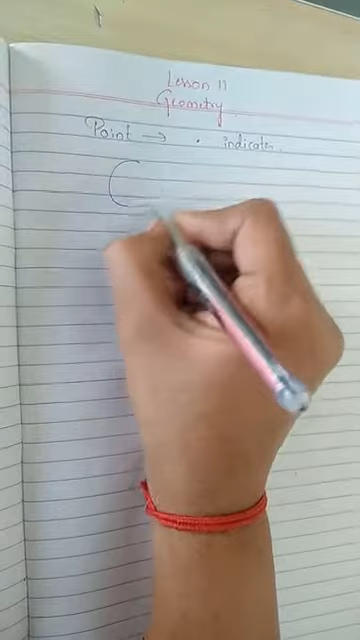 Lesson 11
Geometry
Point → . indicates.